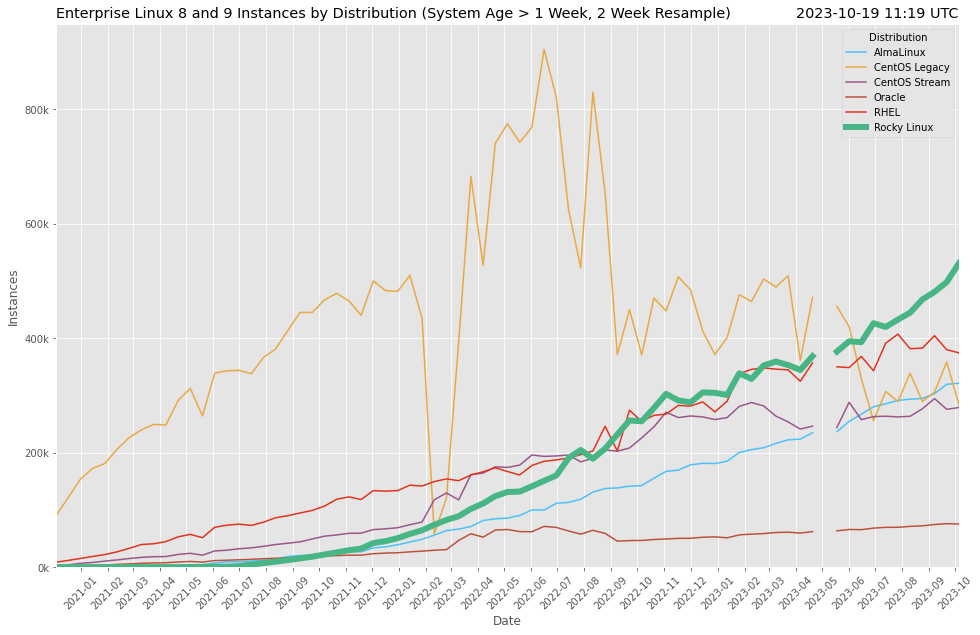 Enterprise Linux 8 and 9 Instances by Distribution (System Age > 1 Week, 2 Week Resample)
2023-10-19 11:19 UTC
Distribution
AlmaLinux
CentOS Legacy
CentOS Stream
Oracle
RHEL
Rocky Linux
Instances
800k
600k
400k
200k
0k
2021-01
2021-02
2021-03
2021-04
2021-05
2021-06
2021-07
2021-08
2021-09
2021-10
2021-11
2021-12
2022-01
2022-02
2022-03
2022-04
2022-05
2022-06
2022-07
2022-08
2022-09
2022-10
2022-11
2022-12
2023-01
2023-02
2023-03
2023-04
2023-05
2023-06
2023-07
2023-08
2023-09
2023-10
Date